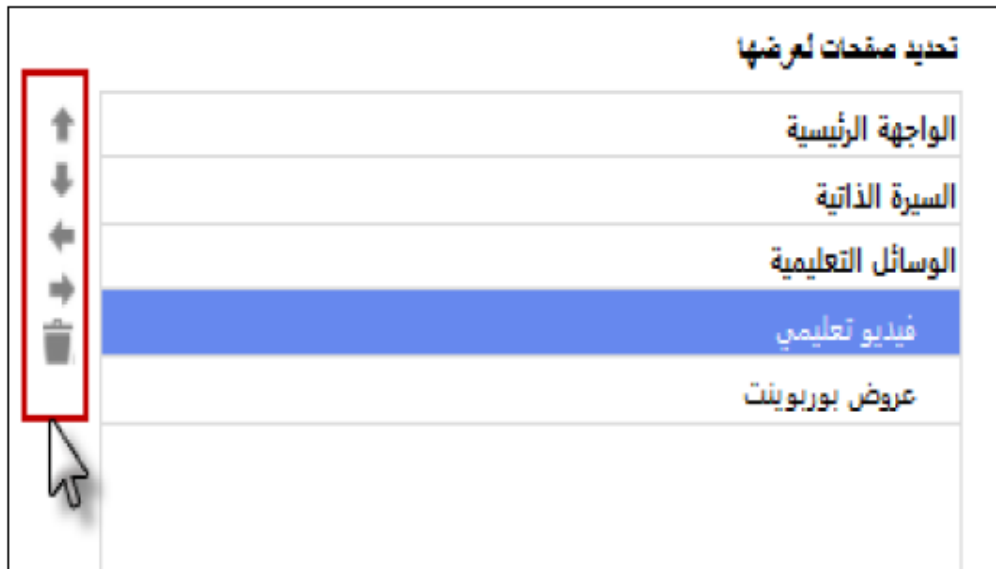 تحديد صفحات لعرضها
الواجهة الرئيسية
السيرة الذاتية
الوسائل التعليمية
فيديو تعليمي
عروض بوربوينت